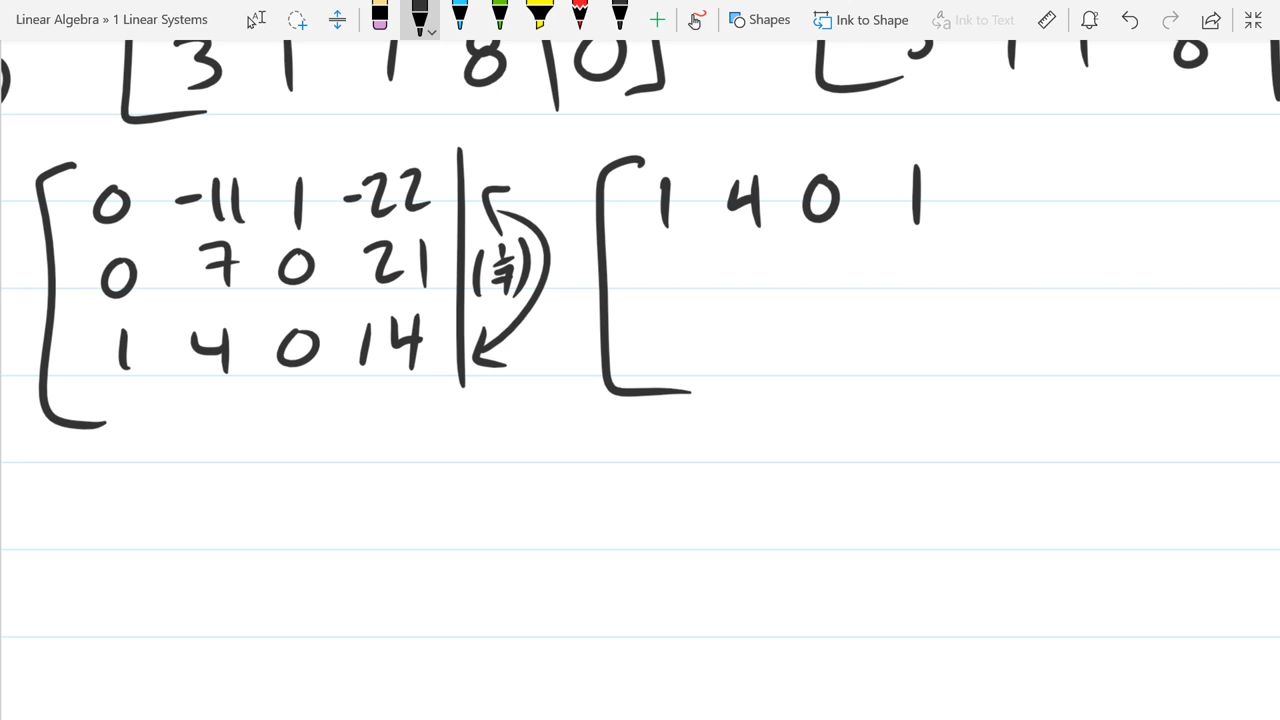 Linear Algebra » 1 Linear Systems Shapes Ink to Shape Ink to Text
3 1 1 8 0
0 -11 1 -22 1 4 0 1
0 7 0 21 (1/7)
1 4 0 14